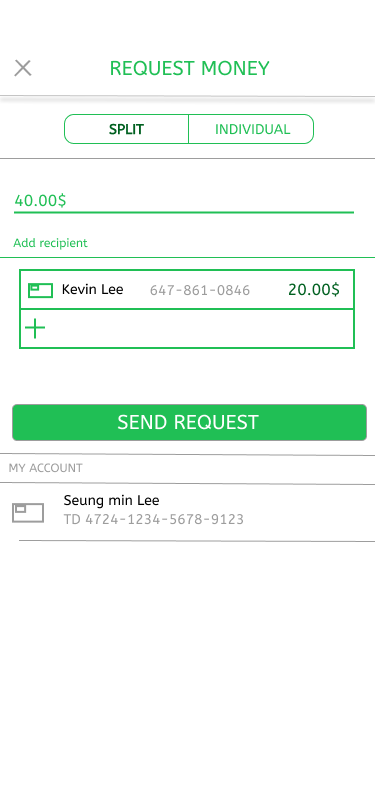 REQUEST MONEY
SPLIT INDIVIDUAL
40.00$
Add recipient
Kevin Lee 647-861-0846 20.00$
SEND REQUEST
MY ACCOUNT
Seung min Lee
TD 4724-1234-5678-9123